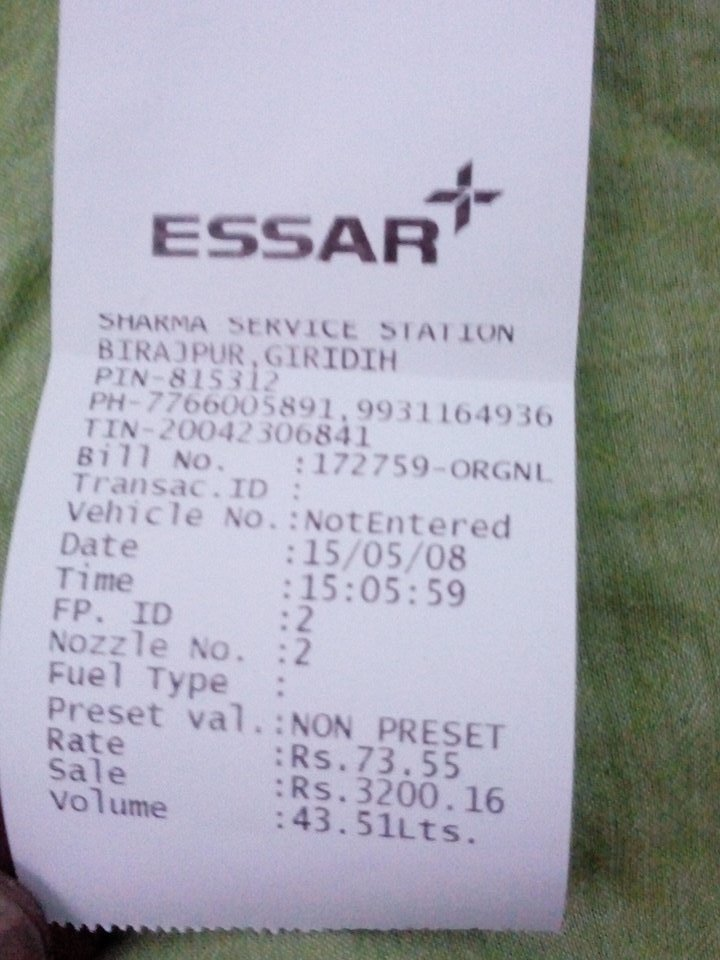 ESSAR
SHARMA SERVICE STATION
BIRAJPUR,GIRIDIH
PIN-815312
PH-7766005891,9931164936
TIN-20042306841
Bill No. :172759-ORGNL
Transac.ID :
Vehicle No.:NotEntered
Date :15/05/08
Time :15:05:59
FP. ID :2
Nozzle No. :2
Fuel Type :
Preset val.:NON PRESET
Rate :Rs.73.55
Sale :Rs.3200.16
Volume :43.51Lts.